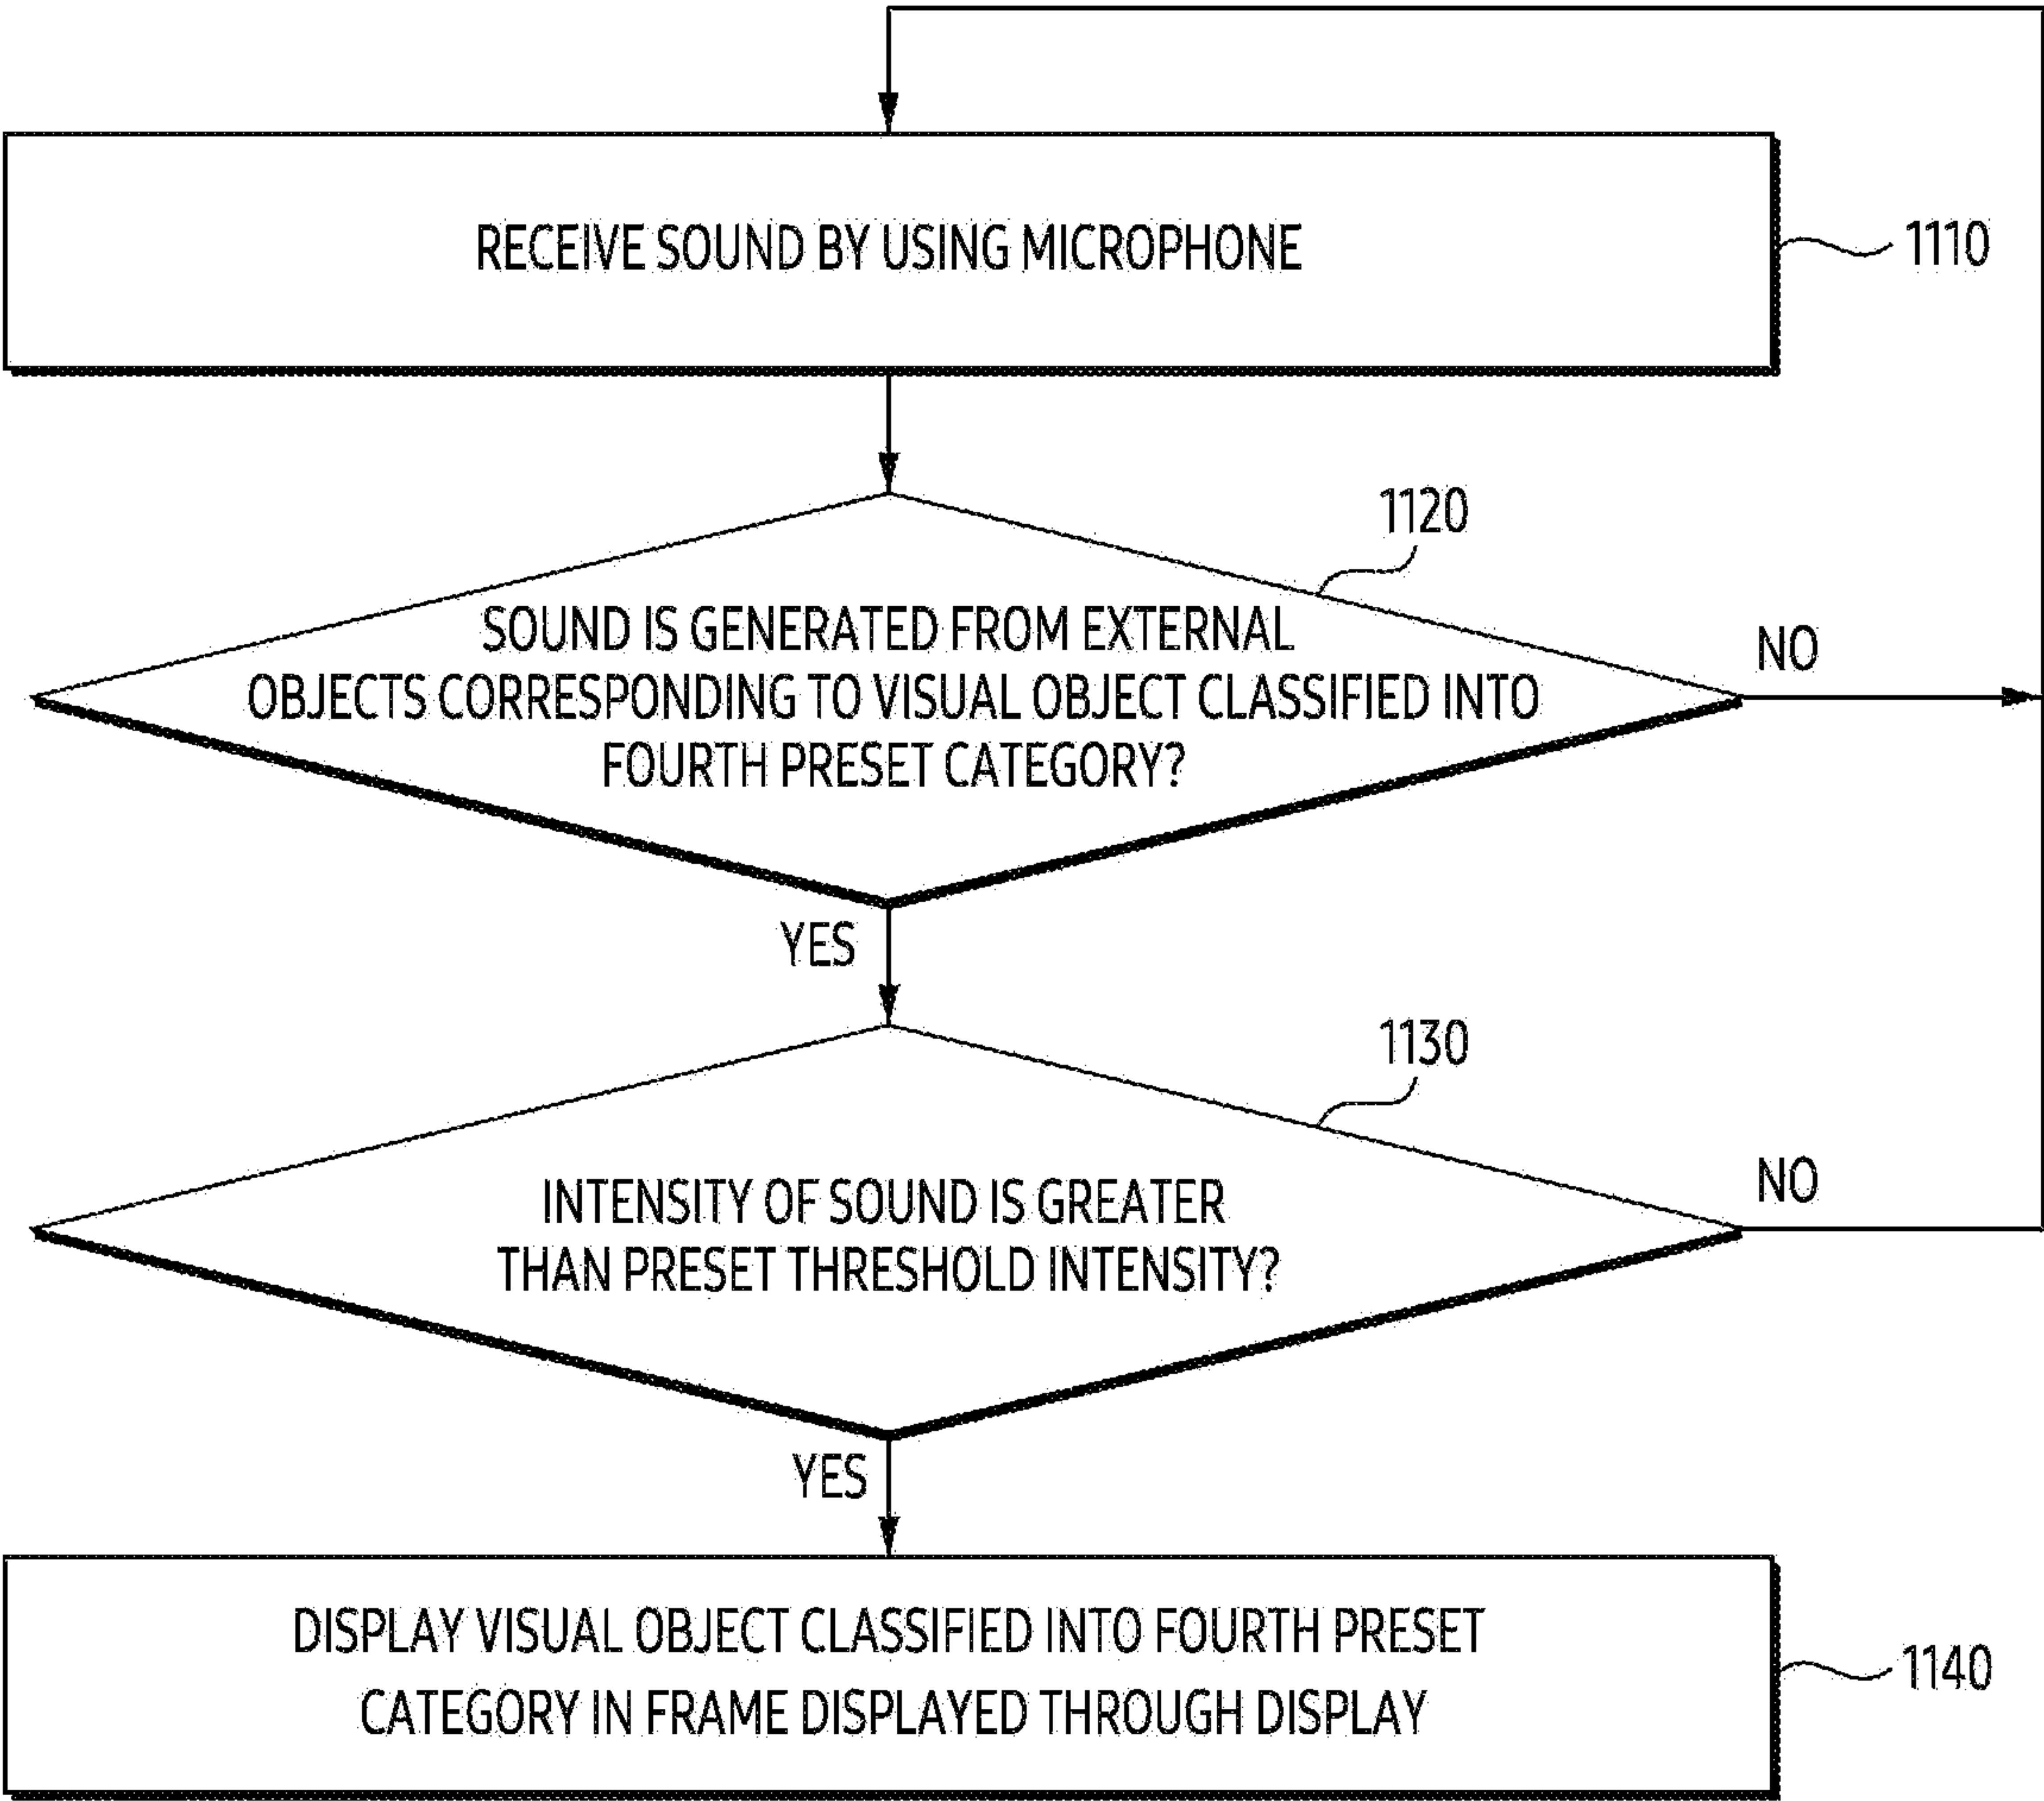 RECEIVE SOUND BY USING MICROPHONE
1110
1120
SOUND IS GENERATED FROM EXTERNAL
OBJECTS CORRESPONDING TO VISUAL OBJECT CLASSIFIED INTO
FOURTH PRESET CATEGORY?
NO
YES
1130
INTENSITY OF SOUND IS GREATER
THAN PRESET THRESHOLD INTENSITY?
NO
YES
DISPLAY VISUAL OBJECT CLASSIFIED INTO FOURTH PRESET
CATEGORY IN FRAME DISPLAYED THROUGH DISPLAY
1140